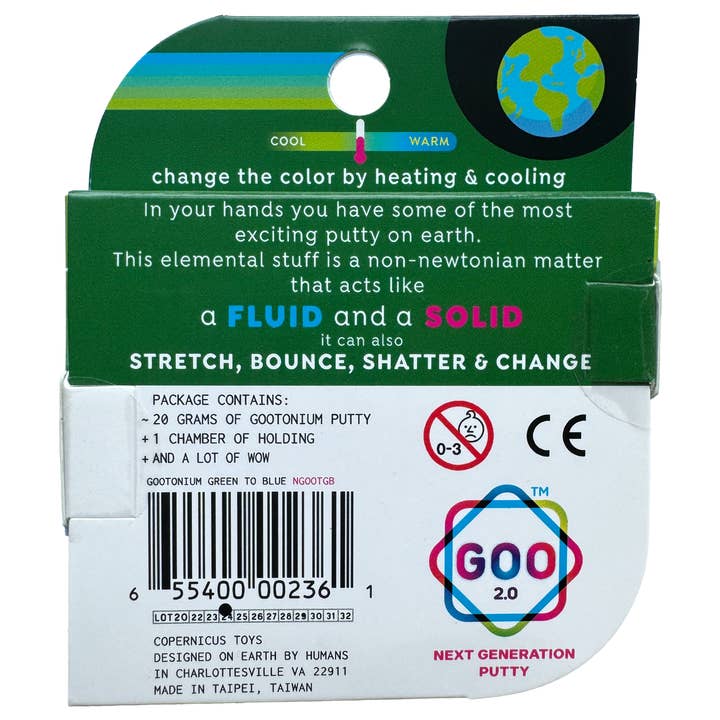 COOL WARM
change the color by heating & cooling
In your hands you have some of the most
exciting putty on earth.
This elemental stuff is a non-newtonian matter
that acts like
a FLUID and a SOLID
it can also
STRETCH, BOUNCE, SHATTER & CHANGE
PACKAGE CONTAINS:
~ 20 GRAMS OF GOOTONIUM PUTTY
+ 1 CHAMBER OF HOLDING
+ AND A LOT OF WOW
0-3
CE
GOOTONIUM GREEN TO BLUE NGOOTGB
6 55400 00236 1
LOT 20 22 23 24 25 26 27 28 29 30 31 32
COPERNICUS TOYS
DESIGNED ON EARTH BY HUMANS
IN CHARLOTTESVILLE VA 22911
MADE IN TAIPEI, TAIWAN
TM
GOO
2.0
NEXT GENERATION
PUTTY